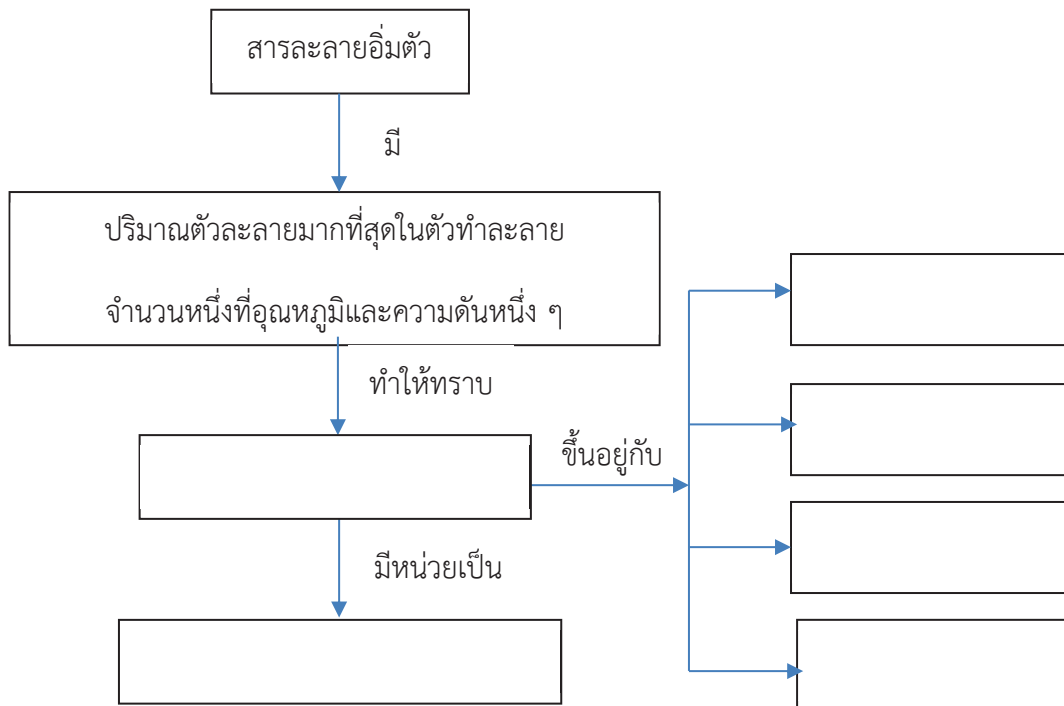 สารละลายอิ่มตัว
มี
ปริมาณตัวละลายมากที่สุดในตัวทำละลาย
จำนวนหนึ่งที่อุณหภูมิและความดันหนึ่ง ๆ
ทำให้ทราบ
ขึ้นอยู่กับ
มีหน่วยเป็น